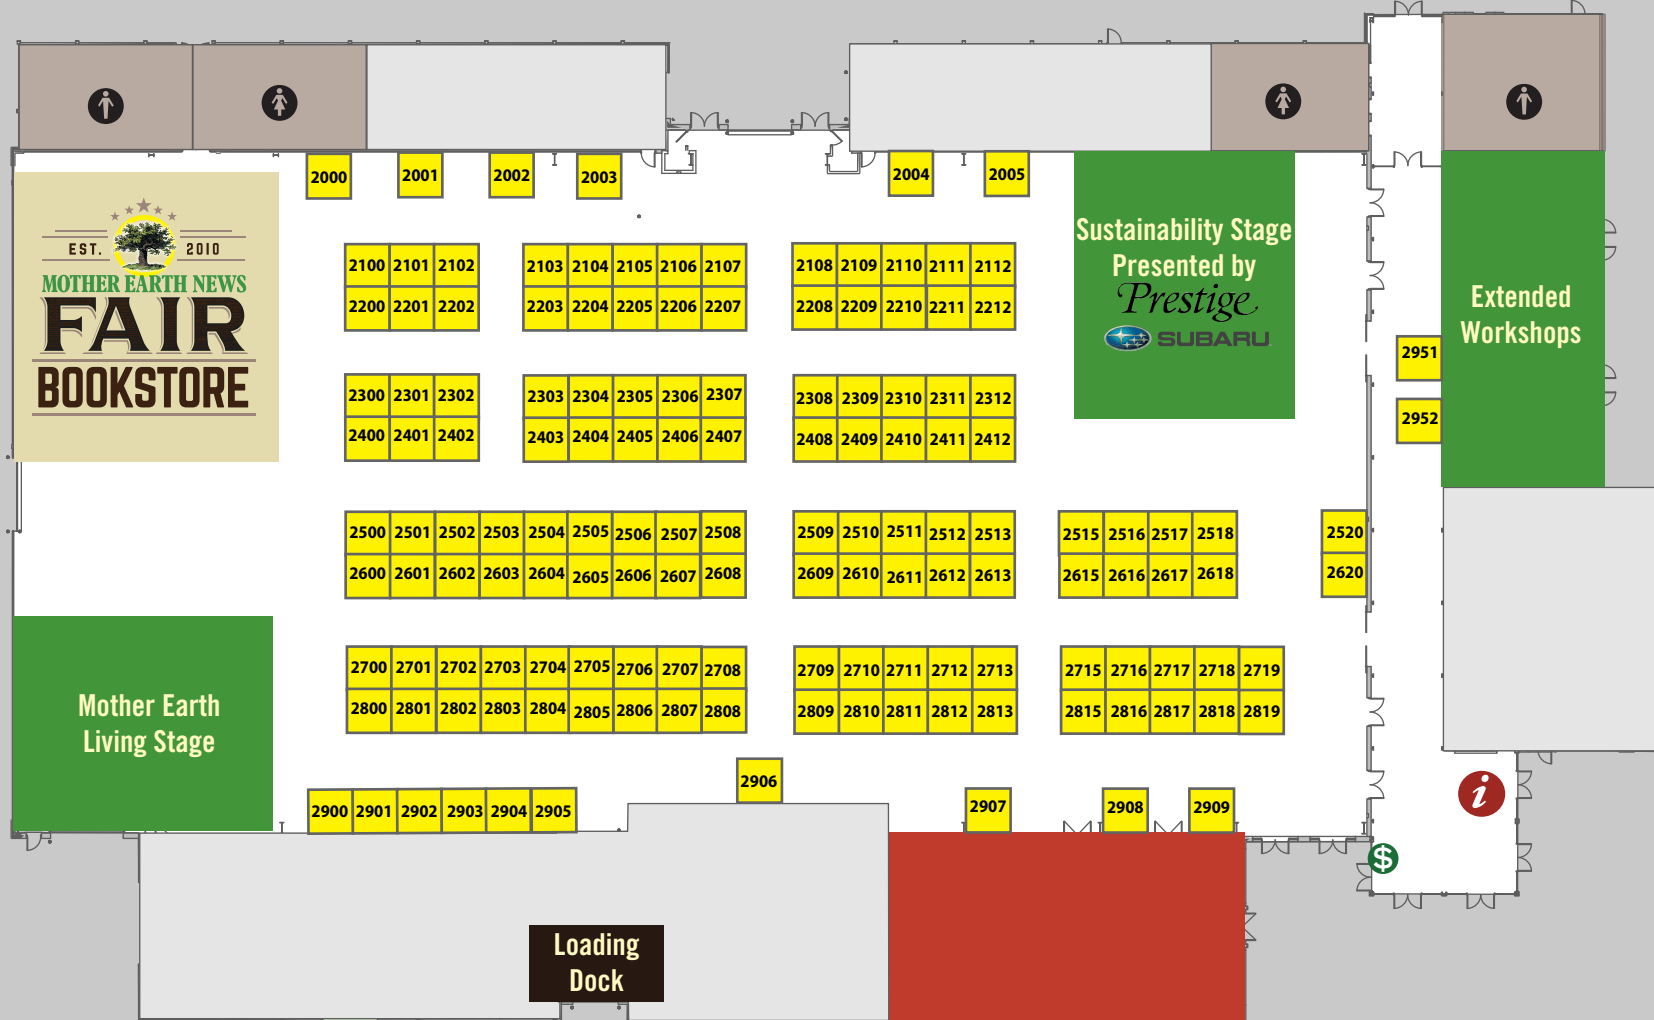 2000 2001 2002 2003 2004 2005
EST. 2010
MOTHER EARTH NEWS
FAIR
BOOKSTORE
Sustainability Stage
Presented by
Prestige
SUBARU
Extended
Workshops
2100 2101 2102 2103 2104 2105 2106 2107 2108 2109 2110 2111 2112
2200 2201 2202 2203 2204 2205 2206 2207 2208 2209 2210 2211 2212
2951
2952
2300 2301 2302 2303 2304 2305 2306 2307 2308 2309 2310 2311 2312
2400 2401 2402 2403 2404 2405 2406 2407 2408 2409 2410 2411 2412
2500 2501 2502 2503 2504 2505 2506 2507 2508 2509 2510 2511 2512 2513 2515 2516 2517 2518 2520
2600 2601 2602 2603 2604 2605 2606 2607 2608 2609 2610 2611 2612 2613 2615 2616 2617 2618 2620
Mother Earth
Living Stage
2700 2701 2702 2703 2704 2705 2706 2707 2708 2709 2710 2711 2712 2713 2715 2716 2717 2718 2719
2800 2801 2802 2803 2804 2805 2806 2807 2808 2809 2810 2811 2812 2813 2815 2816 2817 2818 2819
2906
2900 2901 2902 2903 2904 2905 2907 2908 2909
i
$
Loading
Dock